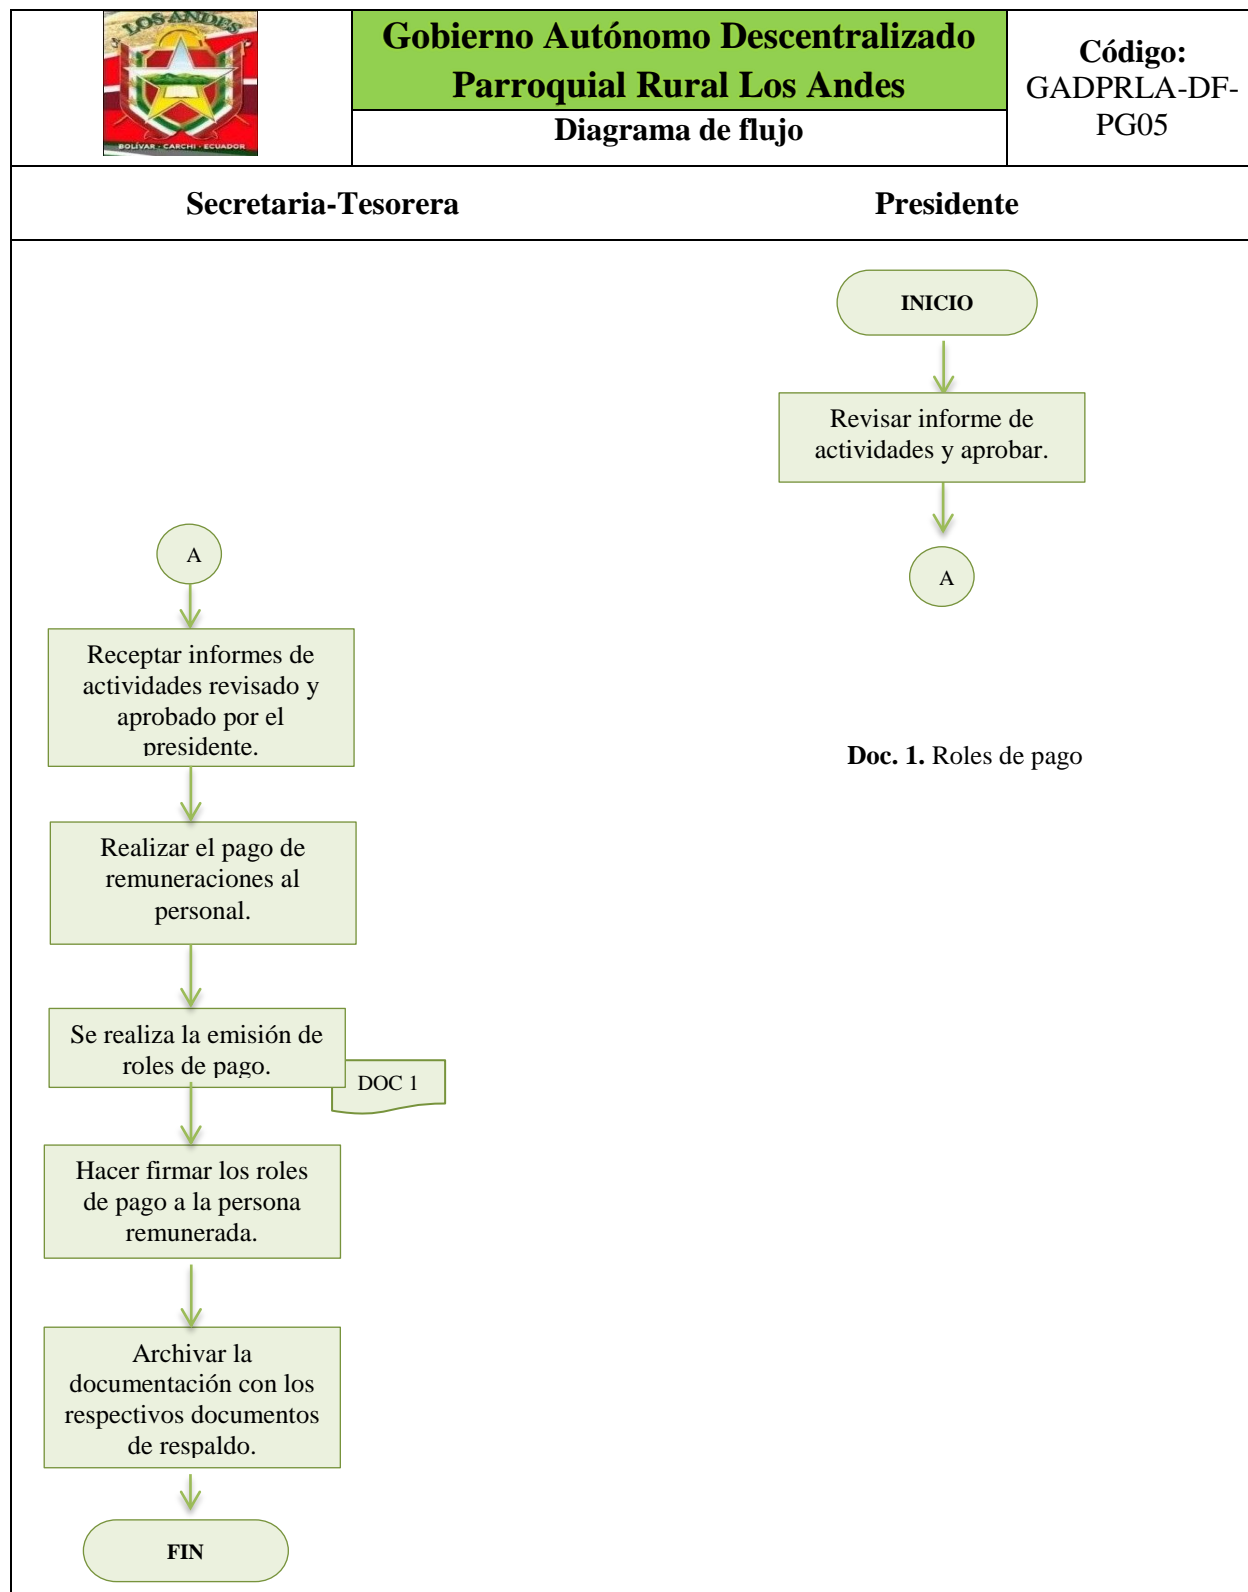 LOS ANDES
BOLÍVAR - CARCHI - ECUADOR
Gobierno Autónomo Descentralizado
Parroquial Rural Los Andes
Diagrama de flujo
Código:
GADPRLA-DF-
PG05
Secretaria-Tesorera
Presidente
INICIO
Revisar informe de
actividades y aprobar.
A
A
Receptar informes de
actividades revisado y
aprobado por el
presidente.
Doc. 1. Roles de pago
Realizar el pago de
remuneraciones al
personal.
Se realiza la emisión de
roles de pago.
DOC 1
Hacer firmar los roles
de pago a la persona
remunerada.
Archivar la
documentación con los
respectivos documentos
de respaldo.
FIN